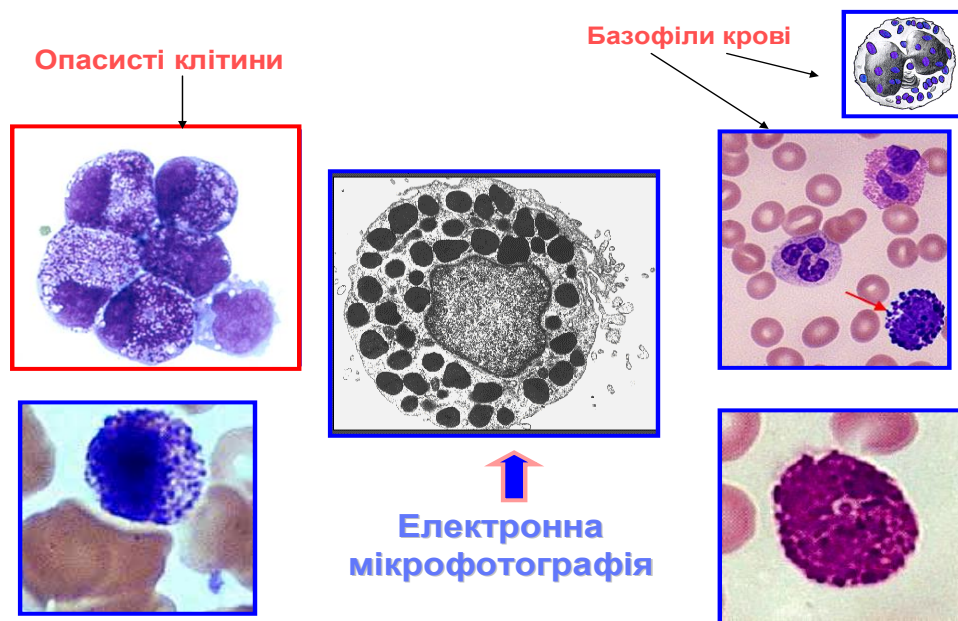 Опасисті клітини
Базофіли крові
Електронна
мікрофотографія